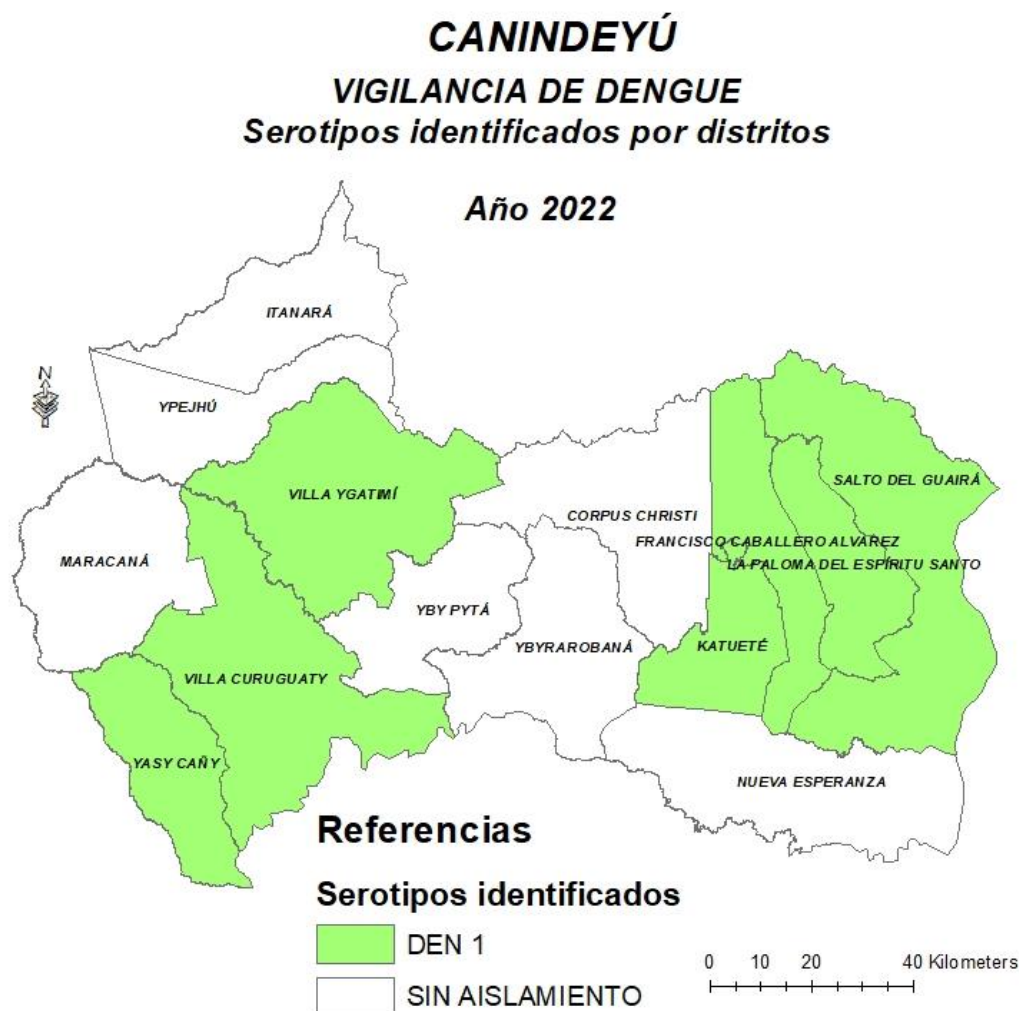 CANINDEYÚ
VIGILANCIA DE DENGUE
Serotipos identificados por distritos
Año 2022
ITANARÁ
N
YPEJHÚ
VILLA YGATIMÍ
SALTO DEL GUAIRÁ
CORPUS CHRISTI
FRANCISCO CABALLERO ALVAREZ
MARACANÁ
LA PALOMA DEL ESPÍRITU SANTO
YBY PYTÁ
YBYRAROBANÁ
KATUETÉ
VILLA CURUGUATY
YASY CAÑY
NUEVA ESPERANZA
Referencias
Serotipos identificados
DEN 1
SIN AISLAMIENTO
0 10 20 40 Kilometers